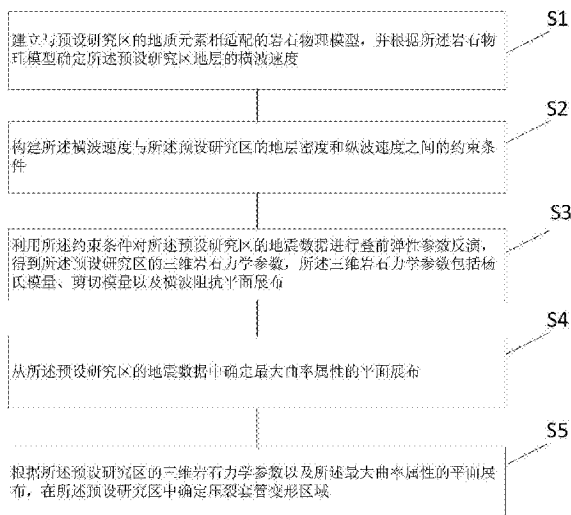 S1
建立与预设研究区的地质元素相适配的岩石物理模型，并根据所述岩石物
理模型确定所述预设研究区地层的横波速度
S2
构建所述横波速度与所述预设研究区的地层密度和纵波速度之间的约束条
件
S3
利用所述约束条件对所述预设研究区的地震数据进行叠前弹性参数反演，
得到所述预设研究区的三维岩石力学参数，所述三维岩石力学参数包括杨
氏模量、剪切模量以及横波阻抗平面展布
S4
从所述预设研究区的地震数据中确定最大曲率属性的平面展布
S5
根据所述预设研究区的三维岩石力学参数以及所述最大曲率属性的平面展
布，在所述预设研究区中确定压裂套管变形区域